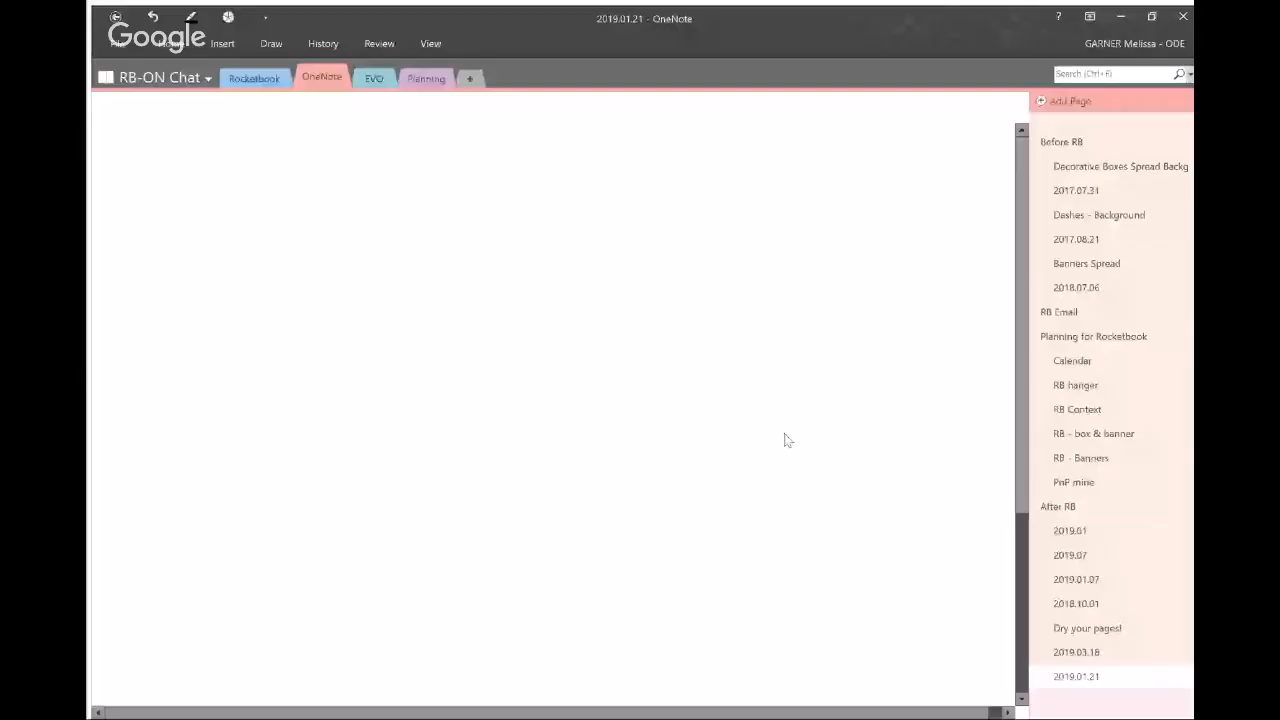 2019.01.21 - OneNote
?
Google
Insert
Draw
History
Review
View
GARNER Melissa - ODE
RB-ON Chat
Rocketbook
OneNote
EVO
Planning
+
Search (Ctrl+E)
Add Page
Before RB
Decorative Boxes Spread Backg
2017.07.31
Dashes - Background
2017.08.21
Banners Spread
2018.07.06
RB Email
Planning for Rocketbook
Calendar
RB hanger
RB Context
RB - box & banner
RB - Banners
PnP mine
After RB
2019.01
2019.07
2019.01.07
2018.10.01
Dry your pages!
2019.03.18
2019.01.21